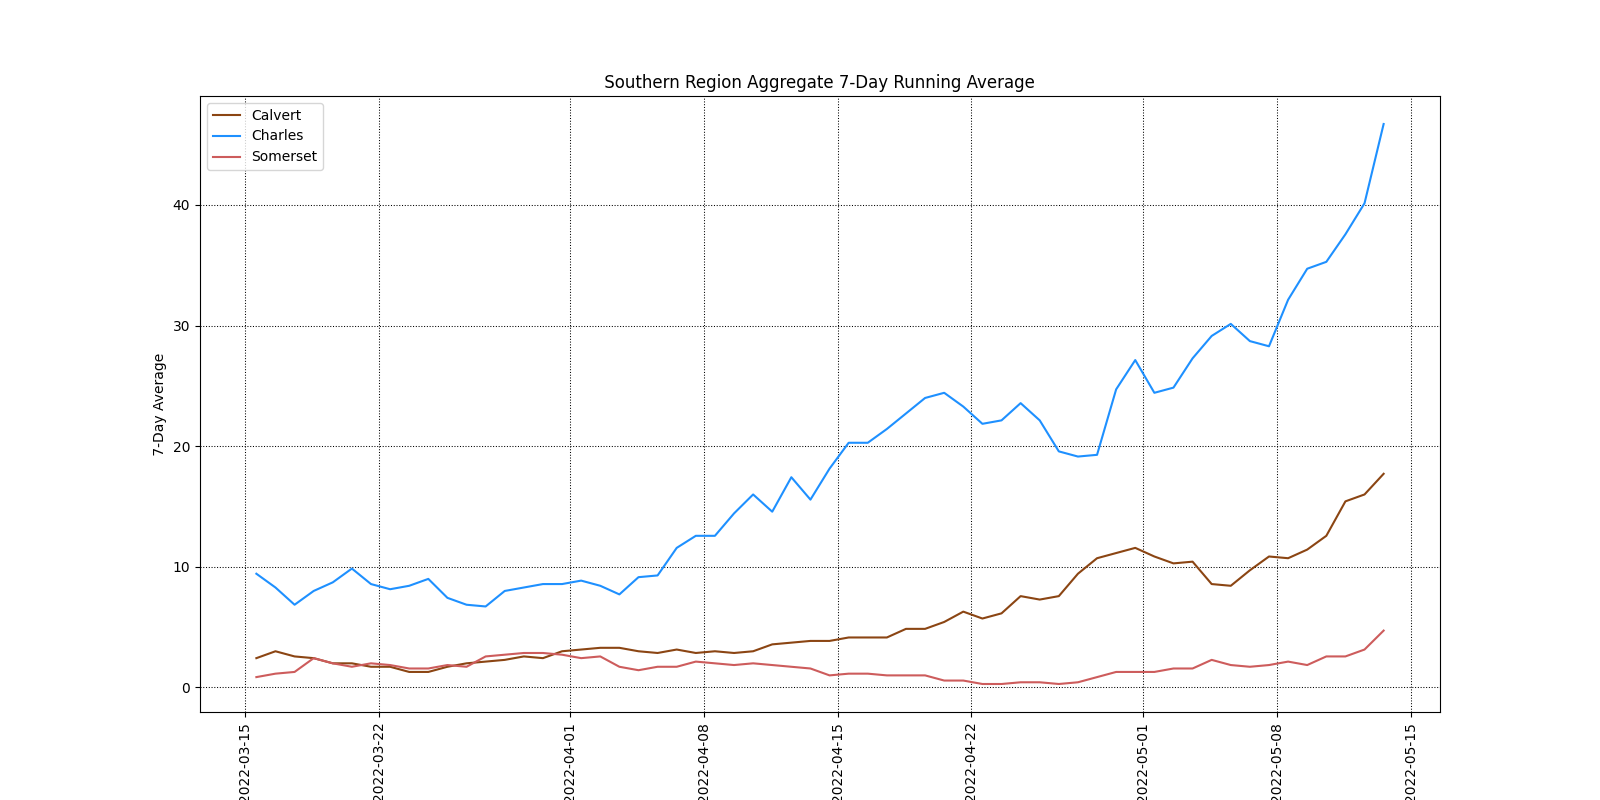 Southern Region Aggregate 7-Day Running Average
Calvert
Charles
Somerset
7-Day Average
40
30
20
10
0
2022-03-15
2022-03-22
2022-04-01
2022-04-08
2022-04-15
2022-04-22
2022-05-01
2022-05-08
2022-05-15